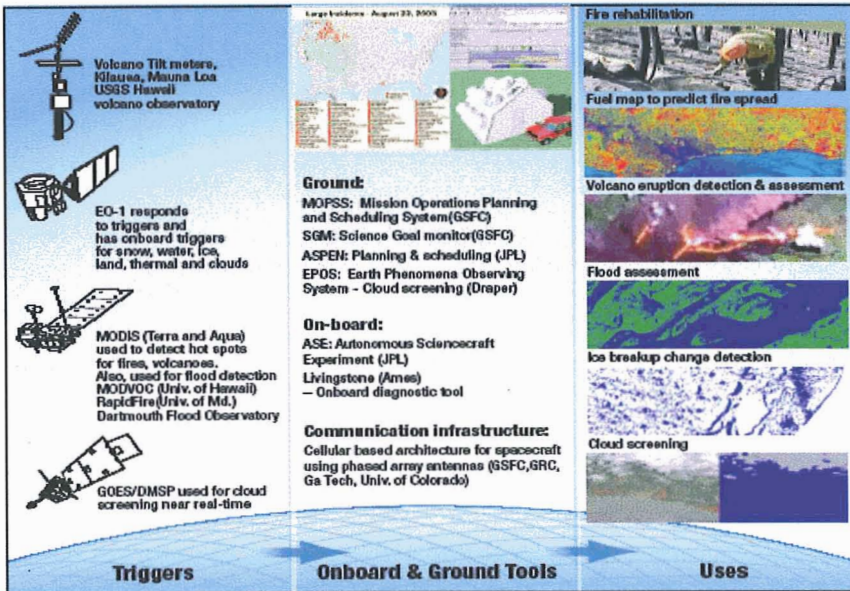 Volcano Tilt meters,
Kilauea, Mauna Loa
USGS Hawaii
volcano observatory
EO-1 responds
to triggers and
has onboard triggers
for snow, water, ice,
land, thermal and clouds
MODIS (Terra and Aqua)
used to detect hot spots
for fires, volcanoes.
Also, used for flood detection
MODVOC (Univ. of Hawaii)
RapidFire(Univ. of Md.)
Dartmouth Flood Observatory
GOES/DMSP used for cloud
screening near real-time
Triggers
Large Incidents - August 23, 2005
Ground:
MOPSS: Mission Operations Planning
and Scheduling System(GSFC)
SGM: Science Goal monitor(GSFC)
ASPEN: Planning & scheduling (JPL)
EPOS: Earth Phenomena Observing
System – Cloud screening (Draper)
On-board:
ASE: Autonomous Sciencecraft
Experiment (JPL)
Livingstone (Ames)
— Onboard diagnostic tool
Communication infrastructure:
Cellular based architecture for spacecraft
using phased array antennas (GSFC,GRC,
Ga Tech, Univ. of Colorado)
Onboard & Ground Tools
Fire rehabilitation
Fuel map to predict fire spread
Volcano eruption detection & assessment
Flood assessment
Ice breakup change detection
Cloud screening
Uses